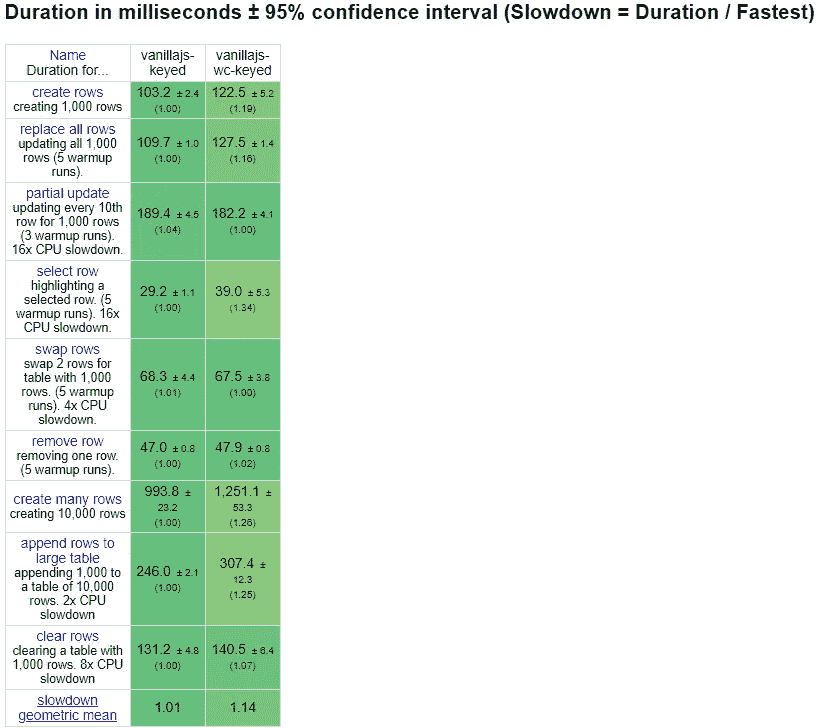 Duration in milliseconds ± 95% confidence interval (Slowdown = Duration / Fastest)
Name
Duration for...
vanillajs-
keyed
vanillajs-
wc-keyed
create rows
creating 1,000 rows
103.2 ± 2.4
(1.00)
122.5 ± 5.2
(1.19)
replace all rows
updating all 1,000
rows (5 warmup
runs).
109.7 ± 1.0
(1.00)
127.5 ± 1.4
(1.16)
partial update
updating every 10th
row for 1,000 rows
(3 warmup runs).
16x CPU slowdown.
189.4 ± 4.5
(1.04)
182.2 ± 4.1
(1.00)
select row
highlighting a
selected row. (5
warmup runs). 16x
CPU slowdown.
29.2 ± 1.1
(1.00)
39.0 ± 5.3
(1.34)
swap rows
swap 2 rows for
table with 1,000
rows. (5 warmup
runs). 4x CPU
slowdown.
68.3 ± 4.4
(1.01)
67.5 ± 3.8
(1.00)
remove row
removing one row.
(5 warmup runs).
47.0 ± 0.8
(1.00)
47.9 ± 0.8
(1.02)
create many rows
creating 10,000 rows
993.8 ±
23.2
(1.00)
1,251.1 ±
53.3
(1.26)
append rows to
large table
appending 1,000 to
a table of 10,000
rows. 2x CPU
slowdown
246.0 ± 2.1
(1.00)
307.4 ±
12.3
(1.25)
clear rows
clearing a table with
1,000 rows. 8x CPU
slowdown
131.2 ± 4.8
(1.00)
140.5 ± 6.4
(1.07)
slowdown
geometric mean
1.01
1.14